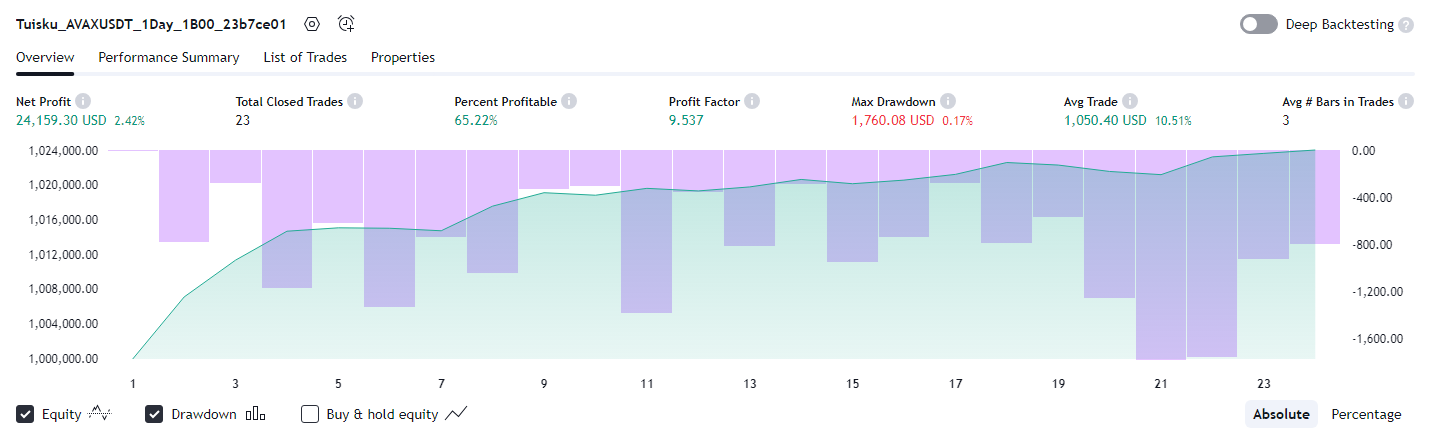 Tuisku_AVAXUSDT_1Day_1B00_23b7ce01 Deep Backtesting ?
Overview Performance Summary List of Trades Properties
Net Profit Total Closed Trades Percent Profitable Profit Factor Max Drawdown Avg Trade Avg # Bars in Trades
24,159.30 USD 2.42% 23 65.22% 9.537 1,760.08 USD 0.17% 1,050.40 USD 10.51% 3
1,024,000.00 0.00
1,020,000.00 -400.00
1,016,000.00
1,012,000.00 -800.00
1,008,000.00 -1,200.00
1,004,000.00 -1,600.00
1,000,000.00
1 3 5 7 9 11 13 15 17 19 21 23
Equity Drawdown Buy & hold equity Absolute Percentage